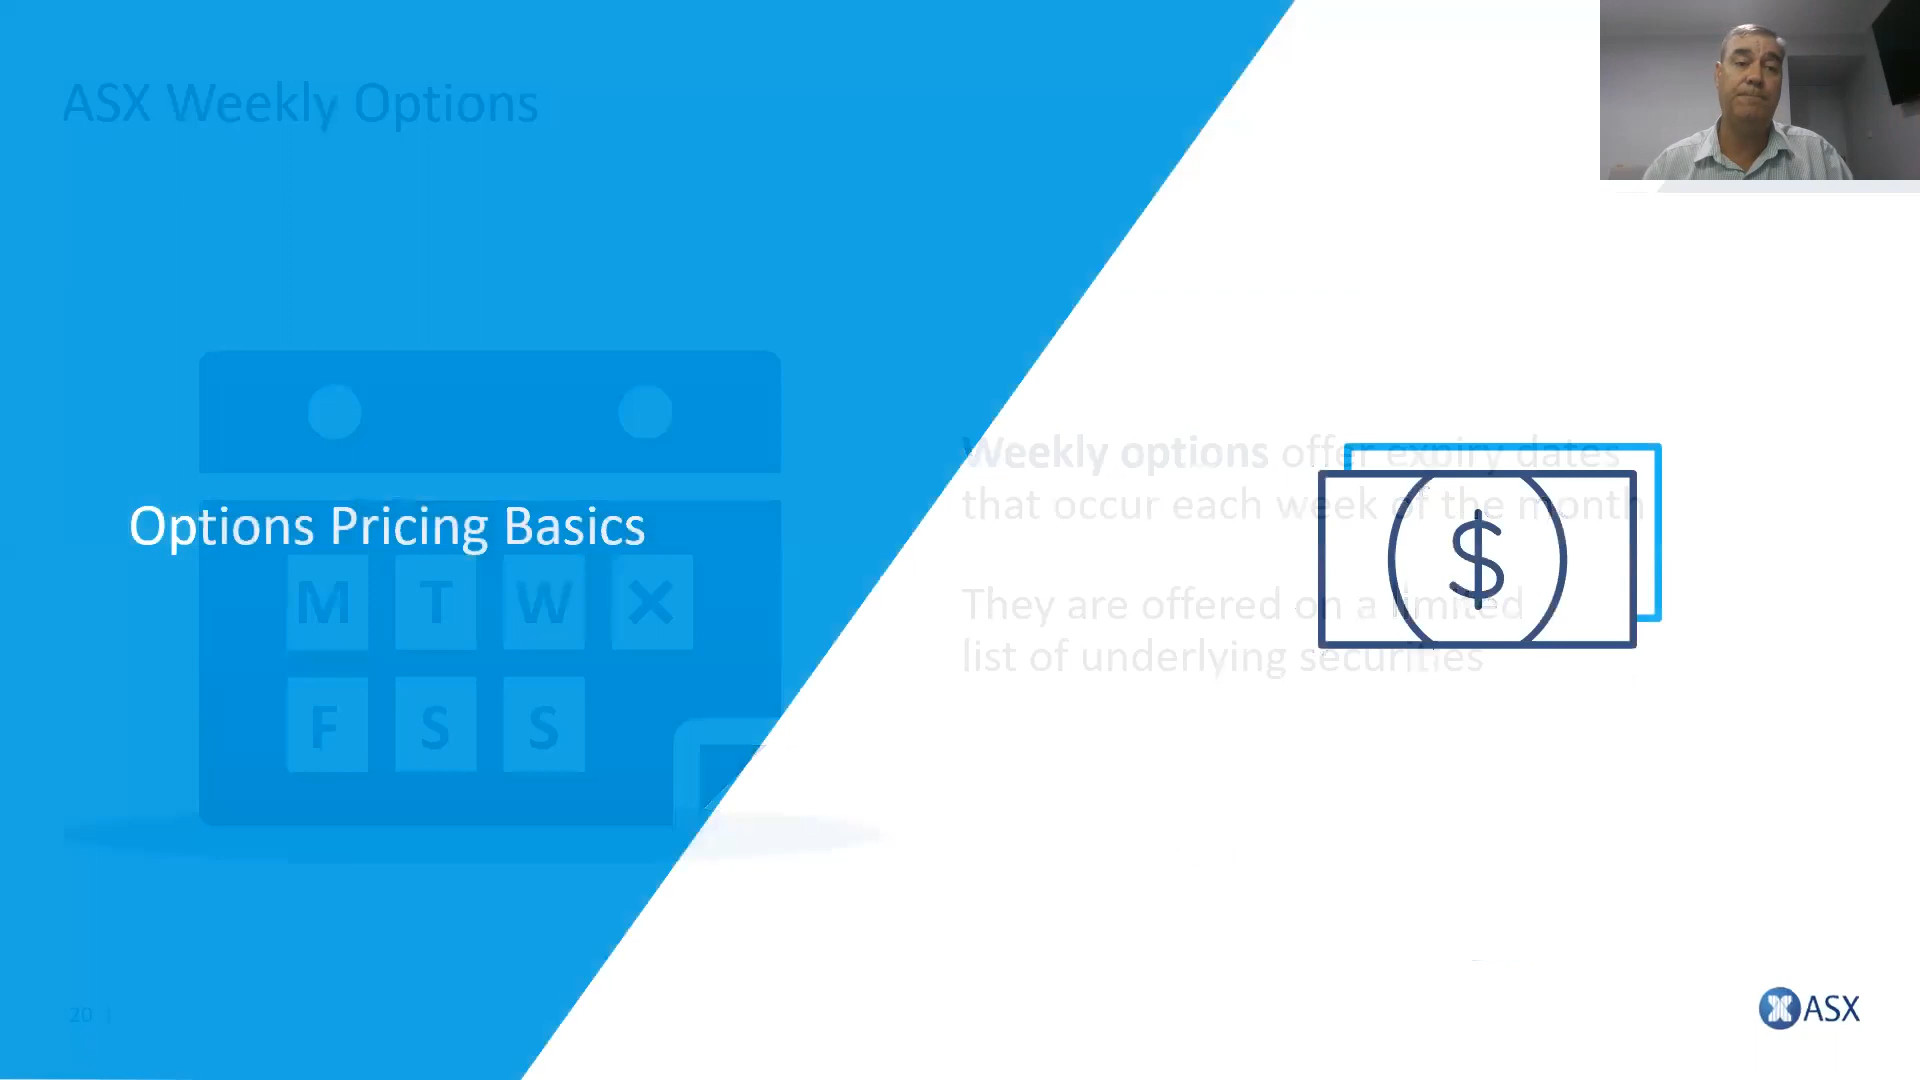 ASX Weekly Options
Weekly options offer expiry dates
that occur each week of the month
Options Pricing Basics
$
M T W X
They are offered on a limited
list of underlying securities
F S S
20 |
ASX